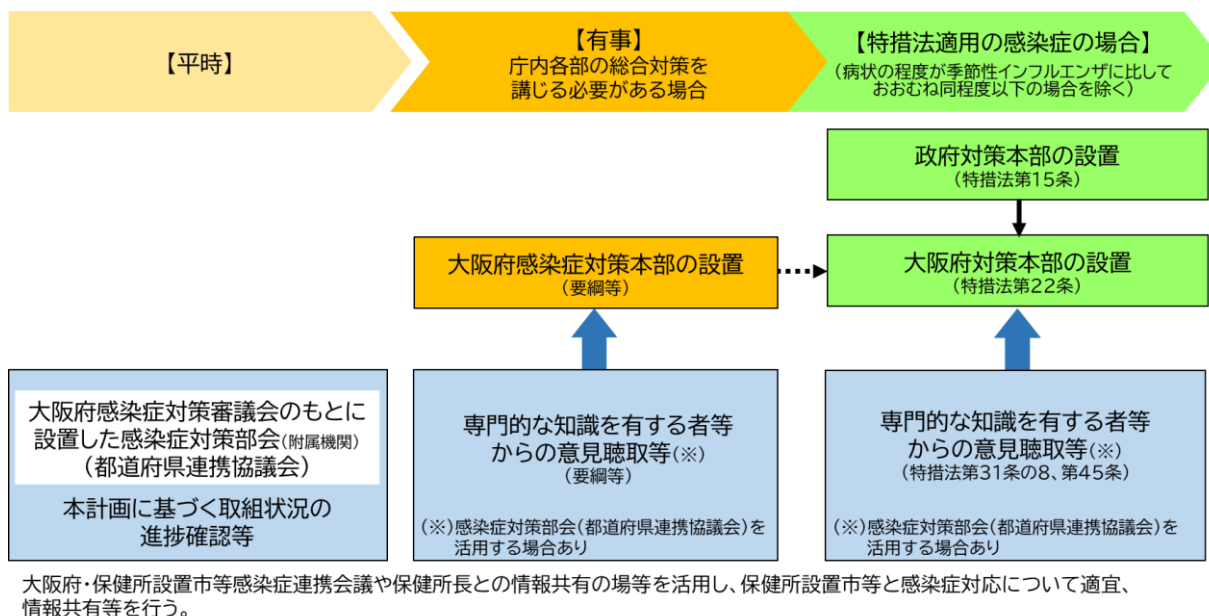 【平時】
【有事】
庁内各部の総合対策を
講じる必要がある場合
【特措法適用の感染症の場合】
(病状の程度が季節性インフルエンザに比して
おおむね同程度以下の場合を除く)
政府対策本部の設置
(特措法第15条)
大阪府感染症対策本部の設置
(要綱等)
大阪府対策本部の設置
(特措法第22条)
大阪府感染症対策審議会のもとに
設置した感染症対策部会(附属機関)
(都道府県連携協議会)
本計画に基づく取組状況の
進捗確認等
専門的な知識を有する者等
からの意見聴取等(※)
(要綱等)
(※)感染症対策部会(都道府県連携協議会)を
活用する場合あり
専門的な知識を有する者等
からの意見聴取等(※)
(特措法第31条の8、第45条)
(※)感染症対策部会(都道府県連携協議会)を
活用する場合あり
大阪府・保健所設置市等感染症連携会議や保健所長との情報共有の場等を活用し、保健所設置市等と感染症対応について適宜、
情報共有等を行う。